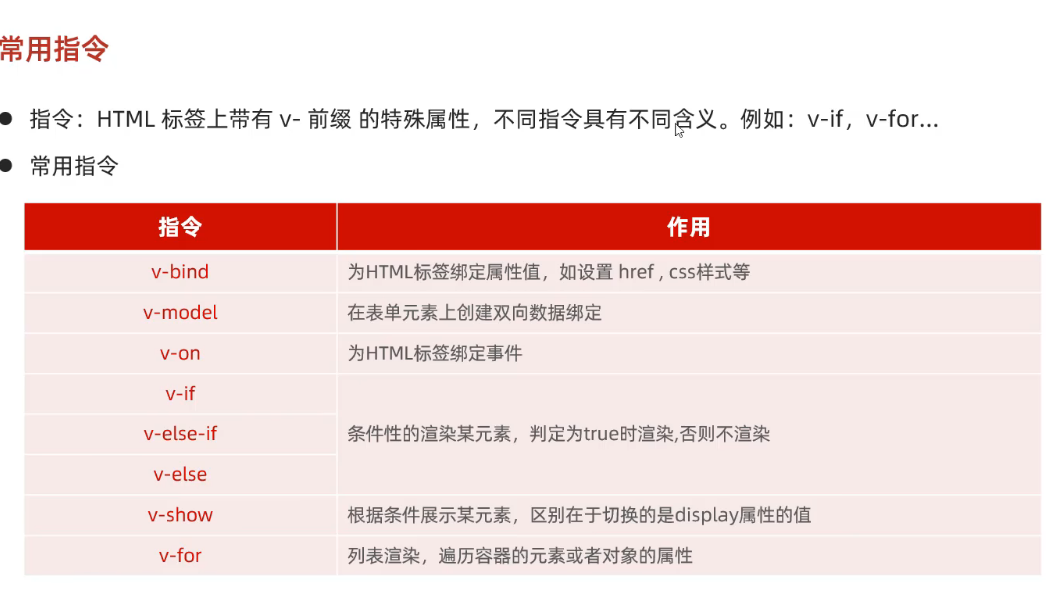 常用指令
指令：HTML 标签上带有 v- 前缀 的特殊属性，不同指令具有不同含义。例如：v-if，v-for...
常用指令
指令 作用
v-bind 为HTML标签绑定属性值，如设置 href , css样式等
v-model 在表单元素上创建双向数据绑定
v-on 为HTML标签绑定事件
v-if
v-else-if 条件性的渲染某元素，判定为true时渲染,否则不渲染
v-else
v-show 根据条件展示某元素，区别在于切换的是display属性的值
v-for 列表渲染，遍历容器的元素或者对象的属性